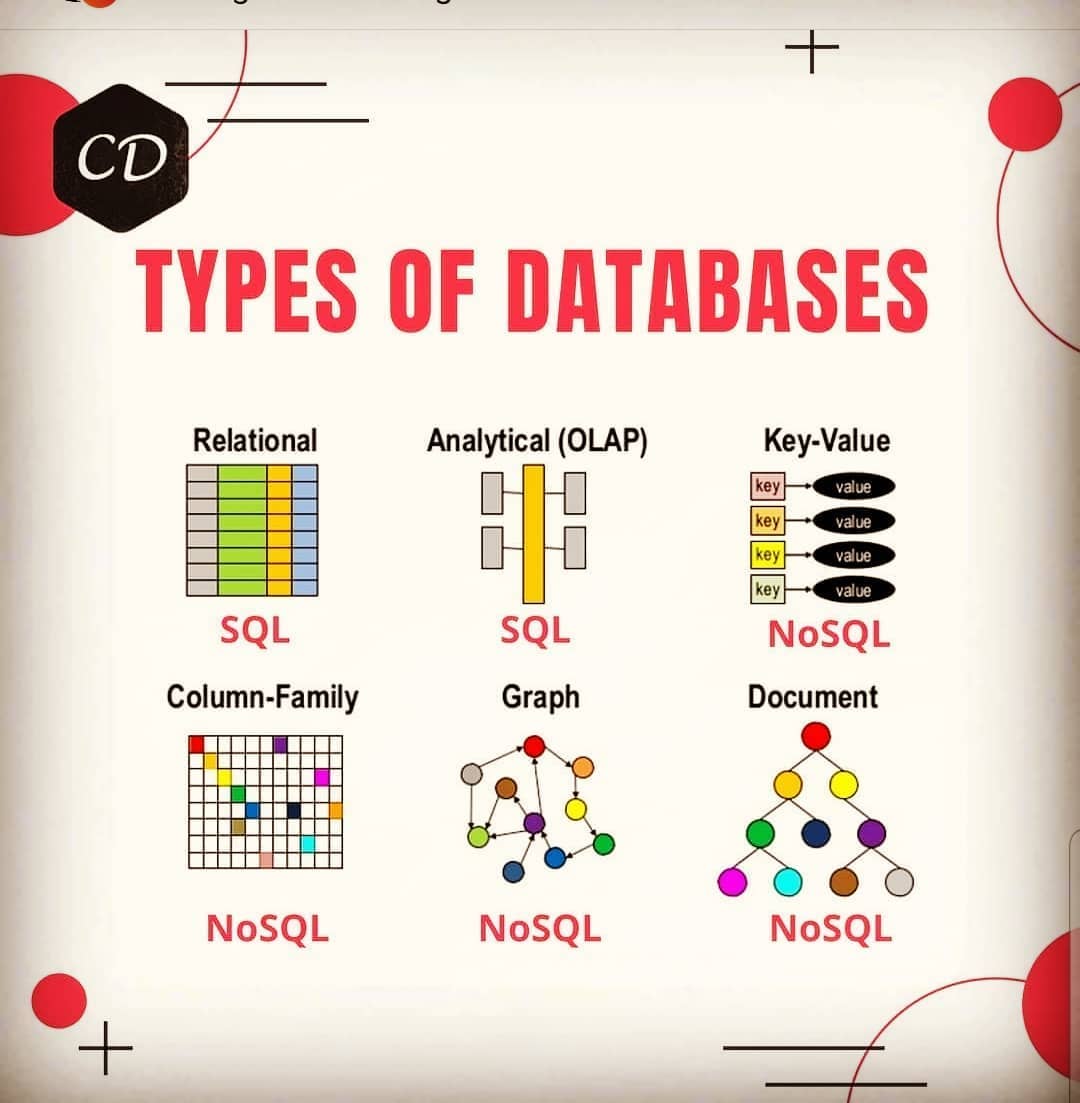 CD
TYPES OF DATABASES
Relational
Analytical (OLAP)
Key-Value
key value
key value
key value
key value
SQL
SQL
NoSQL
Column-Family
Graph
Document
NoSQL
NoSQL
NoSQL